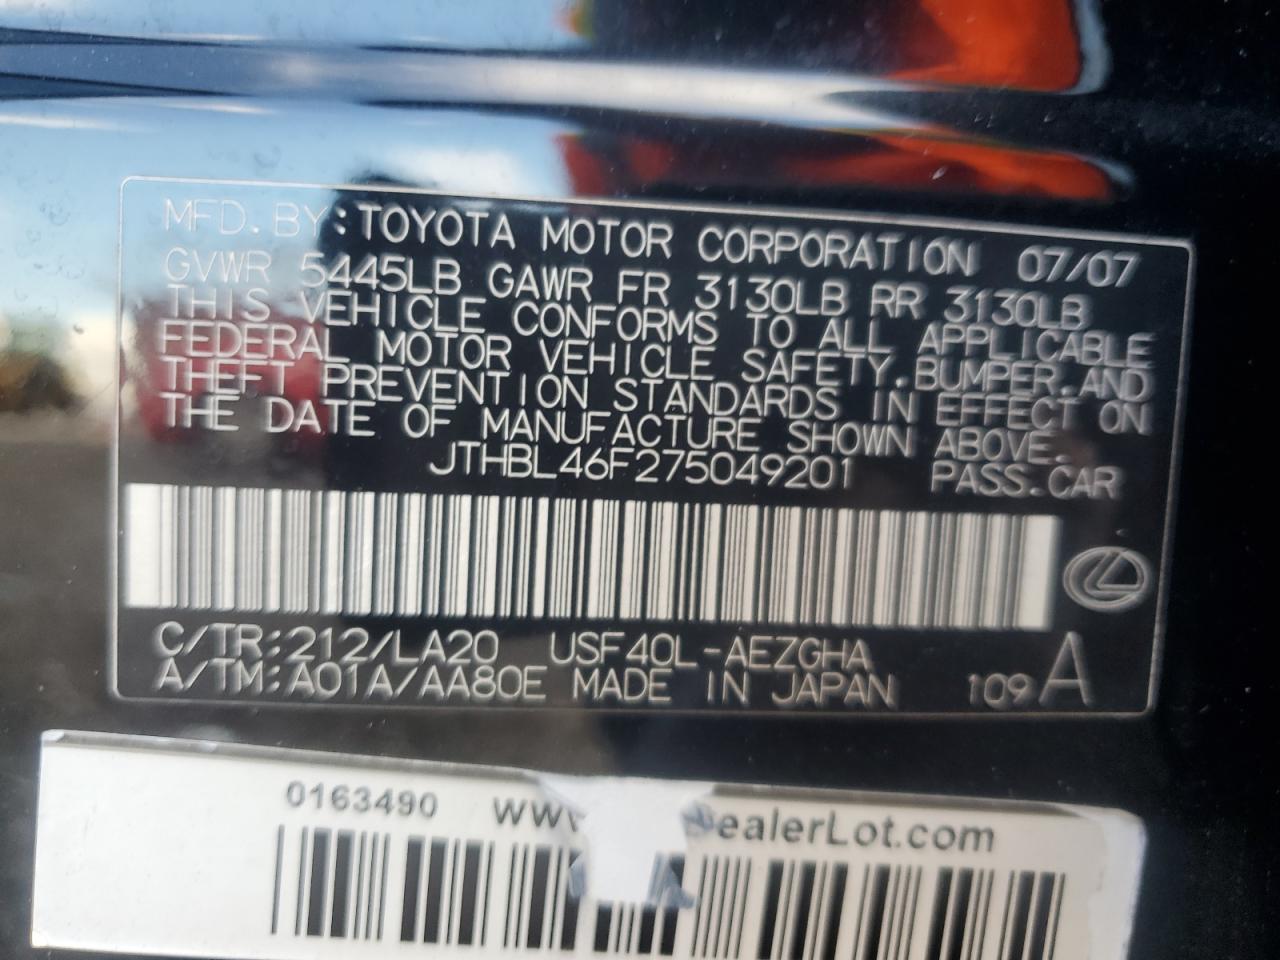 MFD. BY: TOYOTA MOTOR CORPORATION 07/07
GVWR 5445LB GAWR FR 3130LB RR 3130LB
THIS VEHICLE CONFORMS TO ALL APPLICABLE
FEDERAL MOTOR VEHICLE SAFETY, BUMPER, AND
THEFT PREVENTION STANDARDS IN EFFECT ON
THE DATE OF MANUFACTURE SHOWN ABOVE.
JTHBL46F275049201 PASS. CAR
C/TR:212/LA20 USF40L-AEZGHA
A/TM:A01A/AA80E MADE IN JAPAN 109 A
0163490 ealerLot.com